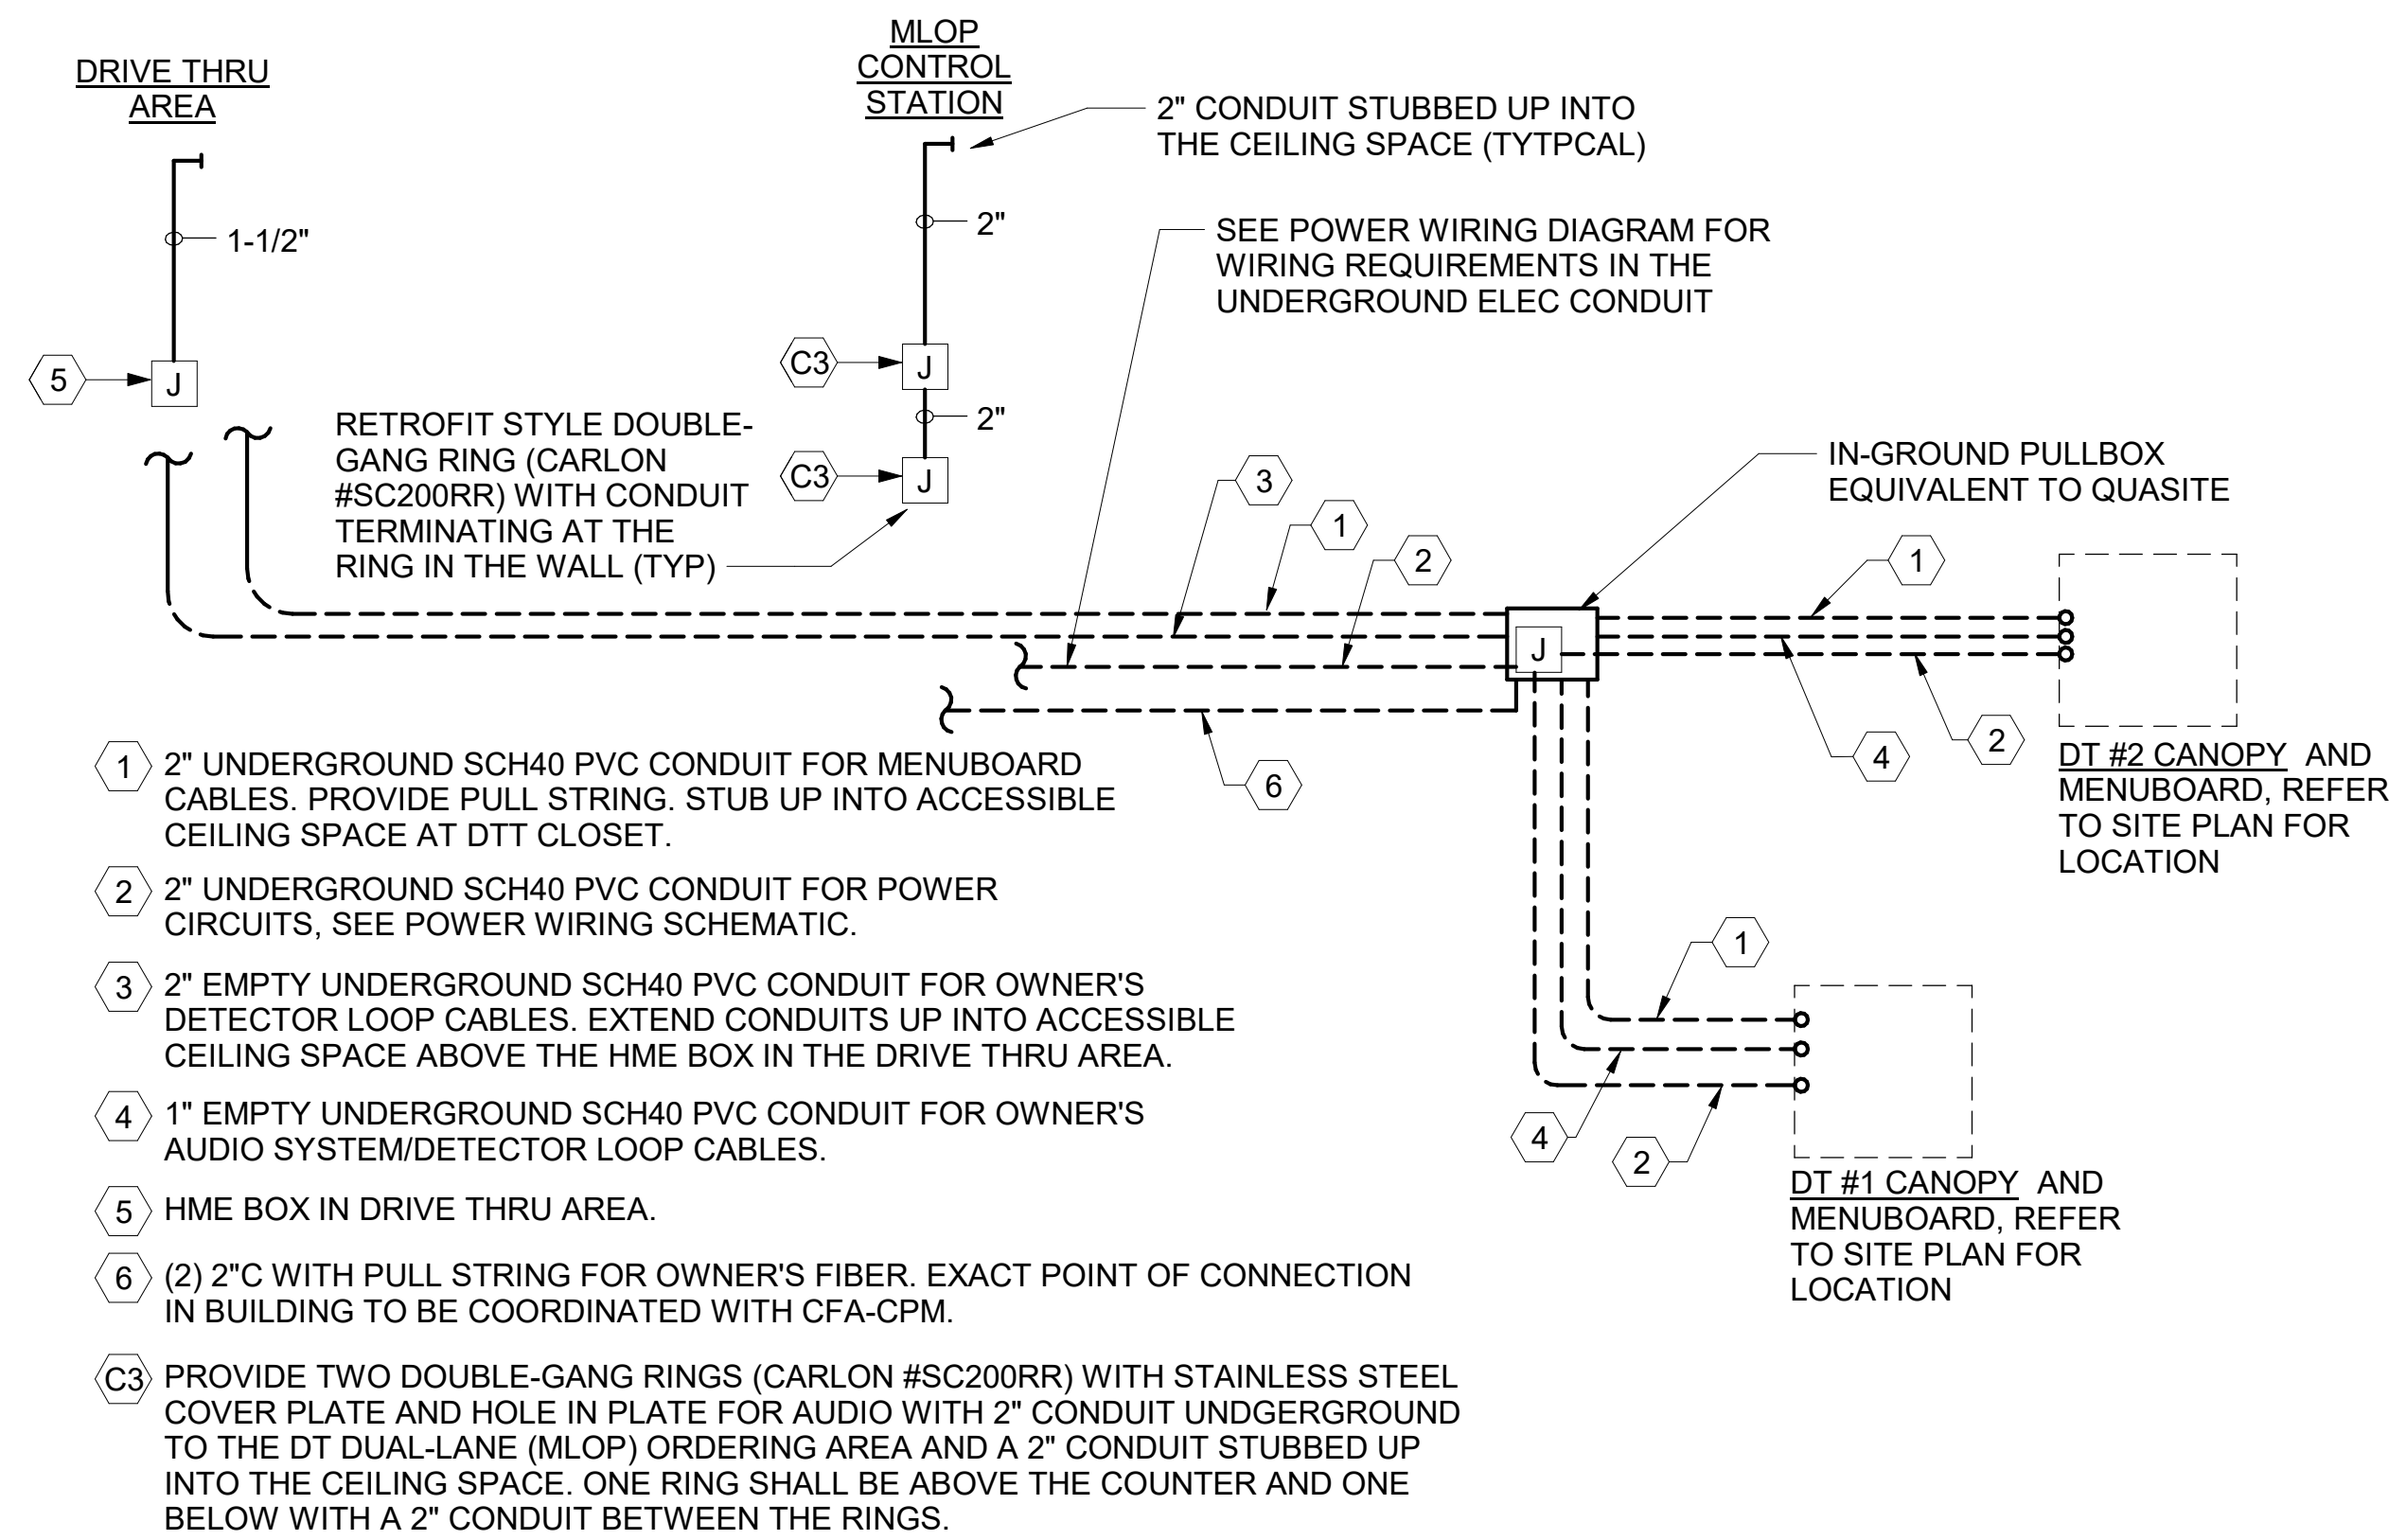 DRIVE THRU
AREA
MLOP
CONTROL
STATION
2" CONDUIT STUBBED UP INTO
THE CEILING SPACE (TYTPCAL)
1-1/2"
2"
SEE POWER WIRING DIAGRAM FOR
WIRING REQUIREMENTS IN THE
UNDERGROUND ELEC CONDUIT
5
J
C3
J
2"
C3
J
RETROFIT STYLE DOUBLE-
GANG RING (CARLON
#SC200RR) WITH CONDUIT
TERMINATING AT THE
RING IN THE WALL (TYP)
3
1
2
IN-GROUND PULLBOX
EQUIVALENT TO QUASITE
1
J
4
2
6
DT #2 CANOPY AND
MENUBOARD, REFER
TO SITE PLAN FOR
LOCATION
1
4
2
DT #1 CANOPY AND
MENUBOARD, REFER
TO SITE PLAN FOR
LOCATION
1 2" UNDERGROUND SCH40 PVC CONDUIT FOR MENUBOARD
CABLES. PROVIDE PULL STRING. STUB UP INTO ACCESSIBLE
CEILING SPACE AT DTT CLOSET.
2 2" UNDERGROUND SCH40 PVC CONDUIT FOR POWER
CIRCUITS, SEE POWER WIRING SCHEMATIC.
3 2" EMPTY UNDERGROUND SCH40 PVC CONDUIT FOR OWNER'S
DETECTOR LOOP CABLES. EXTEND CONDUITS UP INTO ACCESSIBLE
CEILING SPACE ABOVE THE HME BOX IN THE DRIVE THRU AREA.
4 1" EMPTY UNDERGROUND SCH40 PVC CONDUIT FOR OWNER'S
AUDIO SYSTEM/DETECTOR LOOP CABLES.
5 HME BOX IN DRIVE THRU AREA.
6 (2) 2"C WITH PULL STRING FOR OWNER'S FIBER. EXACT POINT OF CONNECTION
IN BUILDING TO BE COORDINATED WITH CFA-CPM.
C3 PROVIDE TWO DOUBLE-GANG RINGS (CARLON #SC200RR) WITH STAINLESS STEEL
COVER PLATE AND HOLE IN PLATE FOR AUDIO WITH 2" CONDUIT UNDGERGROUND
TO THE DT DUAL-LANE (MLOP) ORDERING AREA AND A 2" CONDUIT STUBBED UP
INTO THE CEILING SPACE. ONE RING SHALL BE ABOVE THE COUNTER AND ONE
BELOW WITH A 2" CONDUIT BETWEEN THE RINGS.